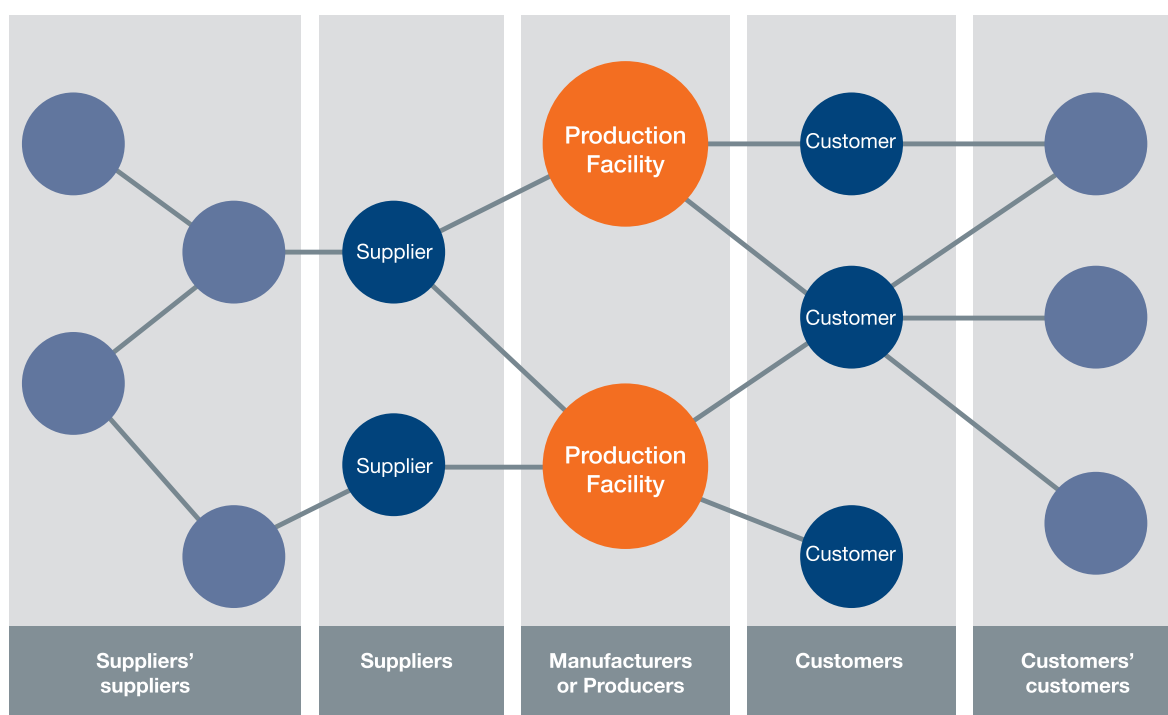 Production
Facility
Customer
Supplier
Customer
Production
Facility
Supplier
Customer
Suppliers’
suppliers
Suppliers
Manufacturers
or Producers
Customers
Customers’
customers